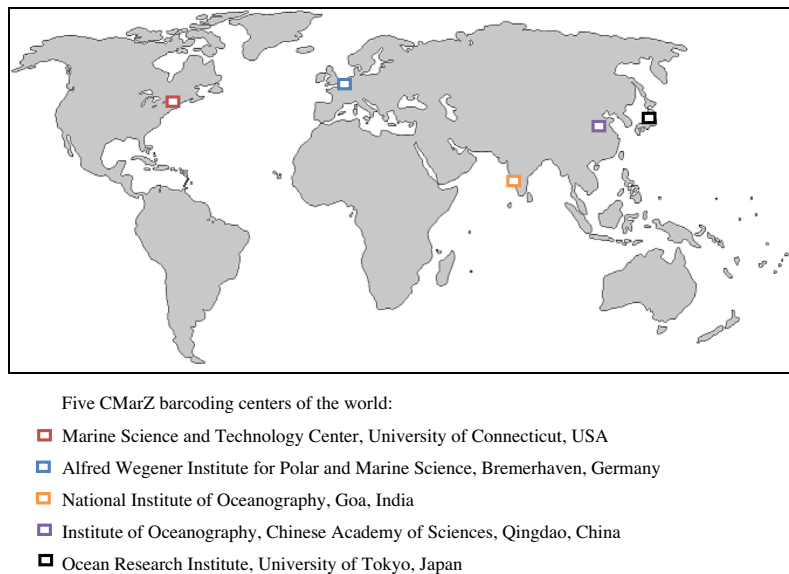 Five CMarZ barcoding centers of the world:
Marine Science and Technology Center, University of Connecticut, USA
Alfred Wegener Institute for Polar and Marine Science, Bremerhaven, Germany
National Institute of Oceanography, Goa, India
Institute of Oceanography, Chinese Academy of Sciences, Qingdao, China
Ocean Research Institute, University of Tokyo, Japan